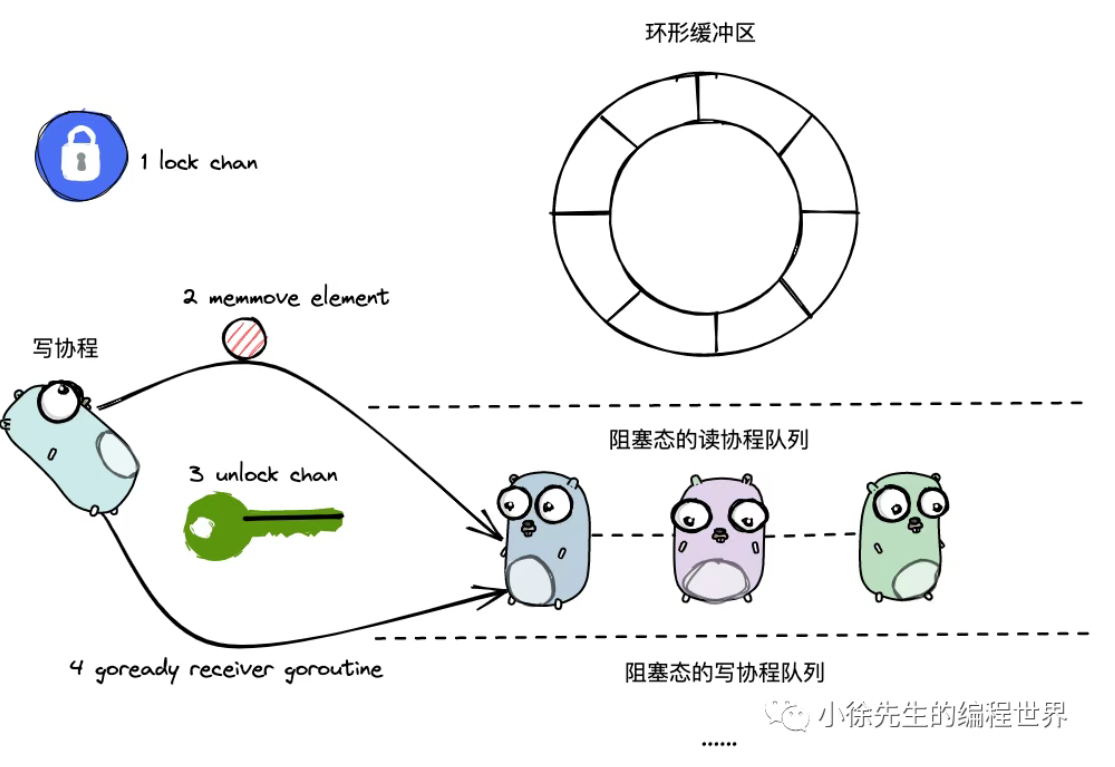 环形缓冲区
1 lock chan
2 memmove element
写协程
阻塞态的读协程队列
3 unlock chan
4 goready receiver goroutine
阻塞态的写协程队列
小徐先生的编程世界
......